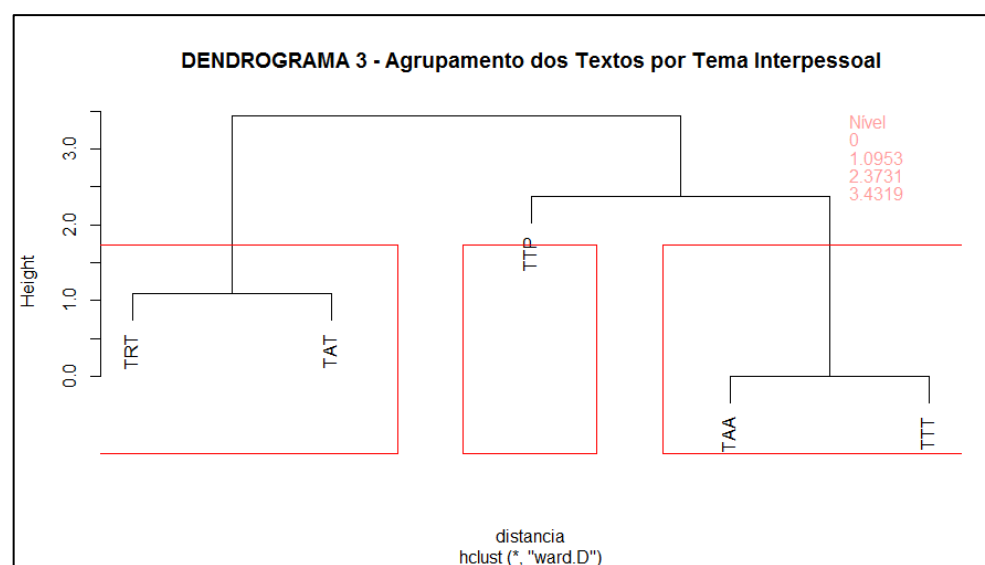 DENDROGRAMA 3 - Agrupamento dos Textos por Tema Interpessoal
Nível
0
1.0953
2.3731
3.4319
Height
3.0
2.0
1.0
0.0
TRT
TAT
TTP
TAA
TTT
distancia
hclust (*, "ward.D")